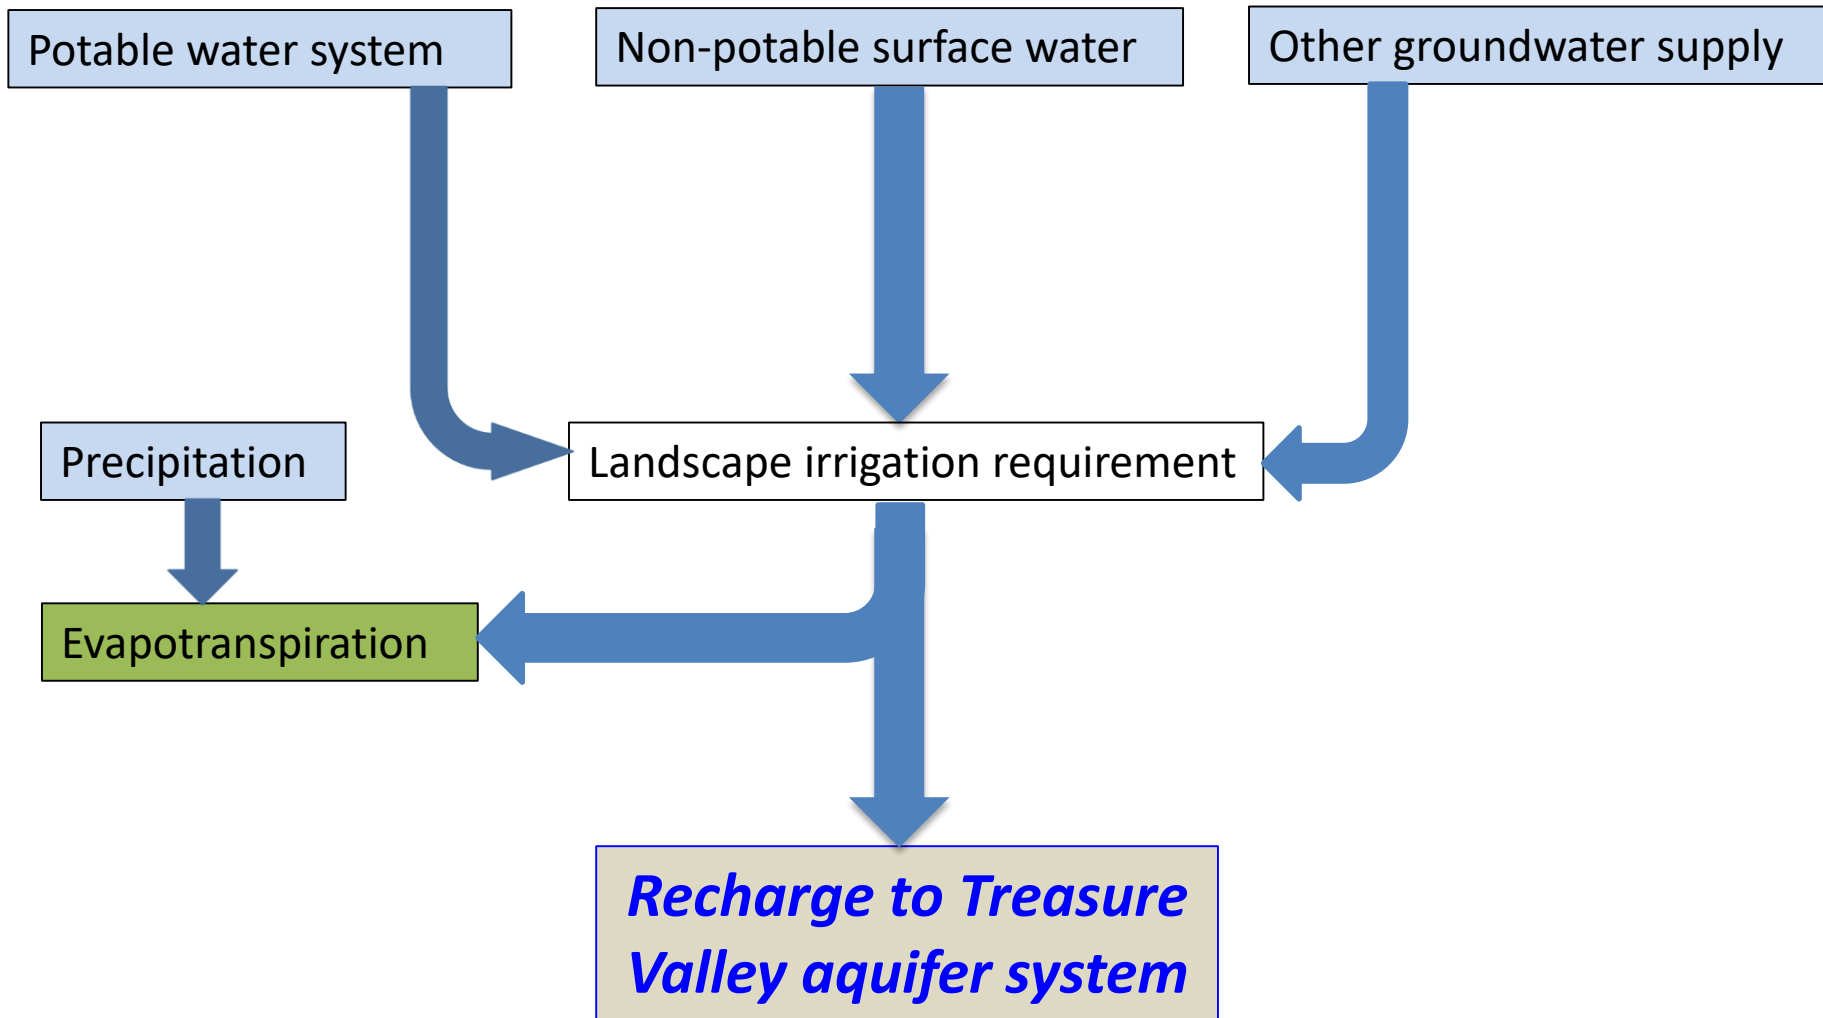 Potable water system
Non-potable surface water
Other groundwater supply
Precipitation
Landscape irrigation requirement
Evapotranspiration
Recharge to Treasure
Valley aquifer system